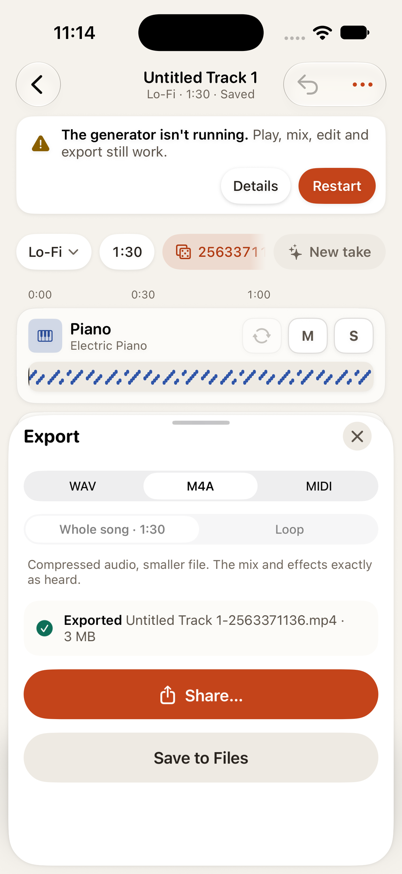 11:14
Untitled Track 1
Lo-Fi · 1:30 · Saved
The generator isn't running. Play, mix, edit and
export still work.
Details
Restart
Lo-Fi
1:30
2563371
New take
0:00
0:30
1:00
Piano
Electric Piano
M
S
Export
WAV
M4A
MIDI
Whole song · 1:30
Loop
Compressed audio, smaller file. The mix and effects exactly
as heard.
Exported Untitled Track 1-2563371136.mp4 ·
3 MB
Share...
Save to Files